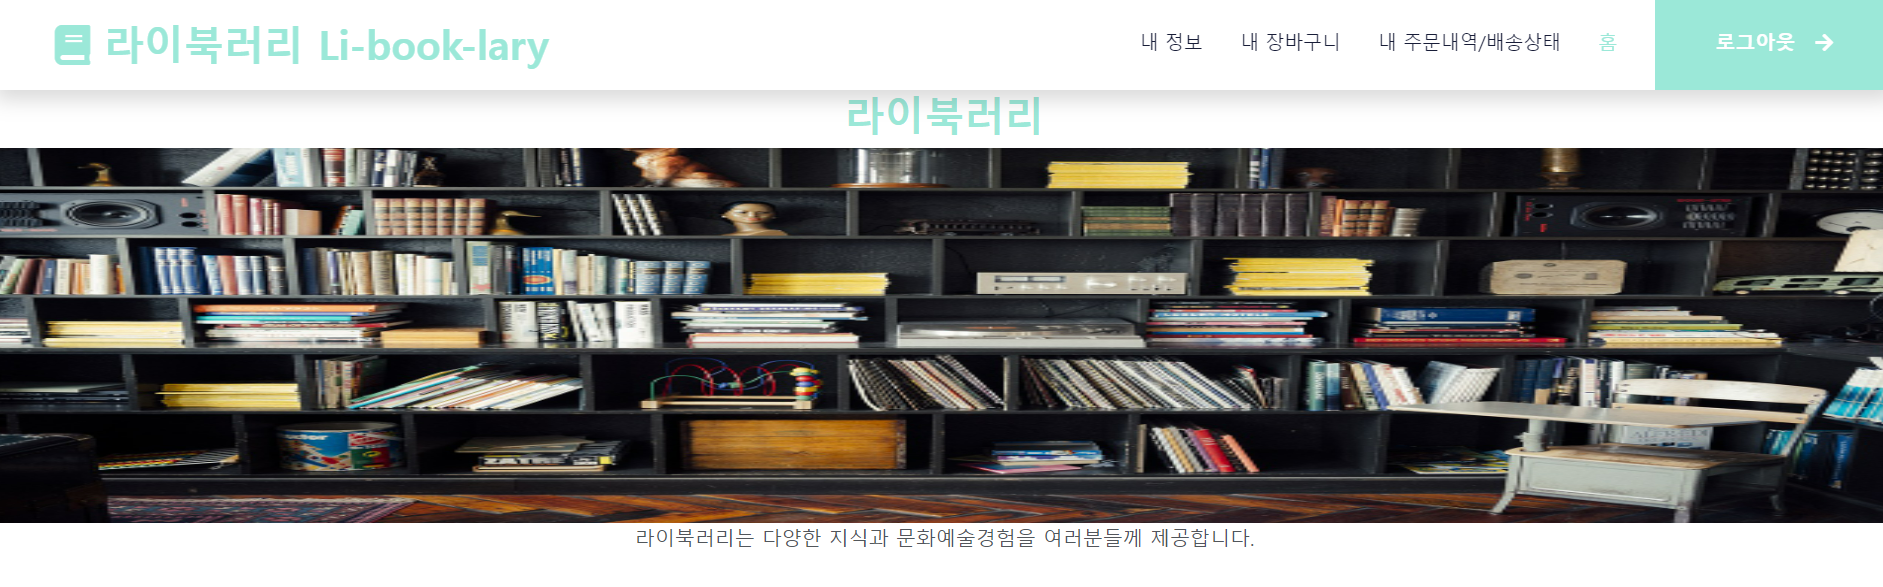 라이북러리 Li-book-lary
내 정보
내 장바구니
내 주문내역/배송상태
홈
로그아웃
라이북러리
라이북러리는 다양한 지식과 문화예술경험을 여러분들께 제공합니다.